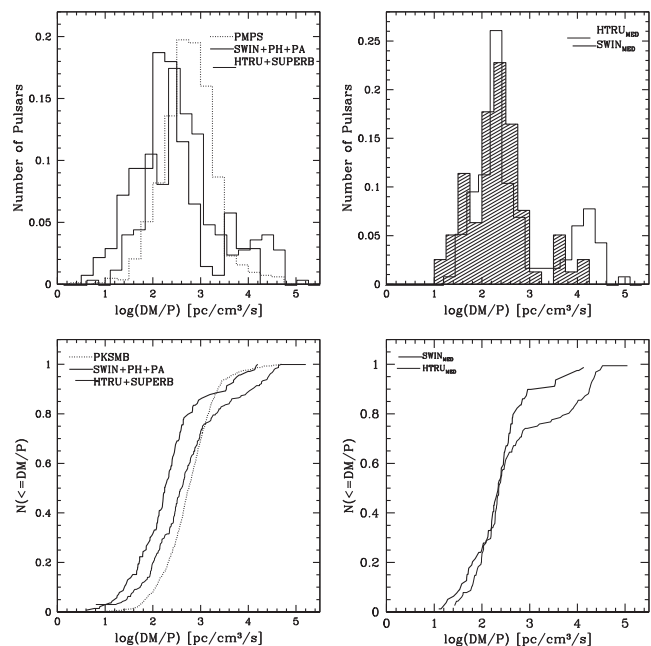 PMPS
SWIN+PH+PA
HTRU+SUPERB
Number of Pulsars
0.2
0.15
0.1
0.05
0
0 1 2 3 4 5
log(DM/P) [pc/cm³/s]
HTRU_MED
SWIN_MED
Number of Pulsars
0.25
0.2
0.15
0.1
0.05
0
0 1 2 3 4 5
log(DM/P) [pc/cm³/s]
PKSMB
SWIN+PH+PA
HTRU+SUPERB
N(<=DM/P)
1
0.8
0.6
0.4
0.2
0
0 1 2 3 4 5
log(DM/P) [pc/cm³/s]
SWIN_MED
HTRU_MED
N(<=DM/P)
1
0.8
0.6
0.4
0.2
0
0 1 2 3 4 5
log(DM/P) [pc/cm³/s]